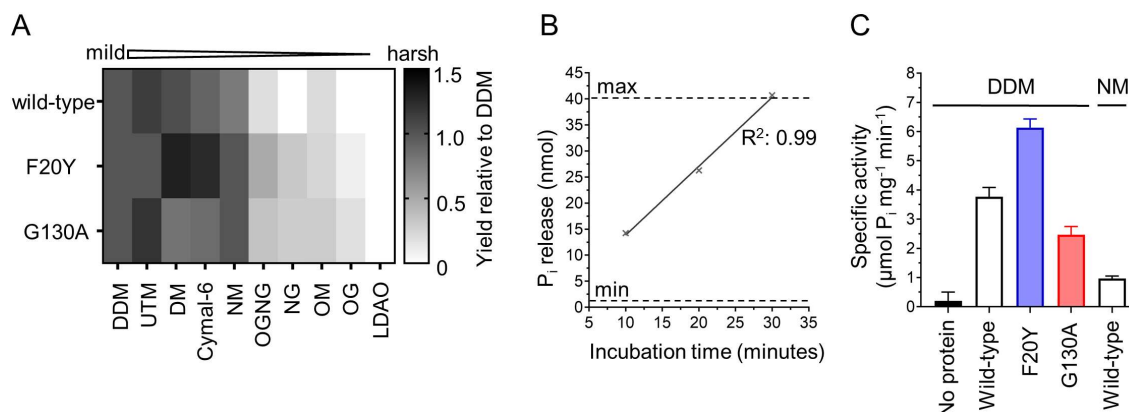 A
mild
harsh
wild-type
F20Y
G130A
1.5
1.0
0.5
0
Yield relative to DDM
DDM
UTM
DM
Cymal-6
NM
OGNG
NG
OM
OG
LDAO
B
45
40
35
30
25
20
15
10
5
0
Pi release (nmol)
max
R²: 0.99
min
5
10
15
20
25
30
35
Incubation time (minutes)
C
DDM
NM
8
7
6
5
4
3
2
1
0
Specific activity
(μmol Pi mg⁻¹ min⁻¹)
No protein
Wild-type
F20Y
G130A
Wild-type